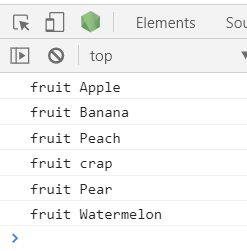 Elements
Sou
top
fruit Apple
fruit Banana
fruit Peach
fruit crap
fruit Pear
fruit Watermelon